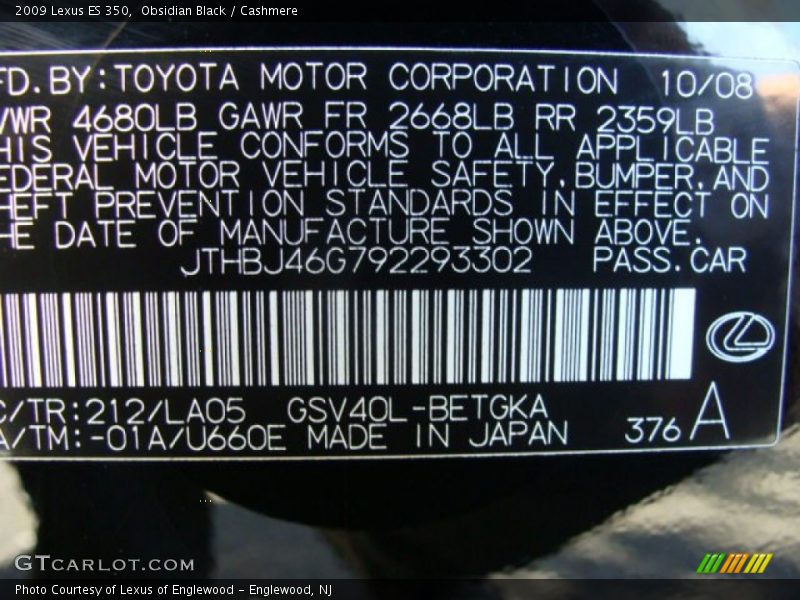 2009 Lexus ES 350, Obsidian Black / Cashmere
FD.BY:TOYOTA MOTOR CORPORATION 10/08
VWR 4680LB GAWR FR 2668LB RR 2359LB
HIS VEHICLE CONFORMS TO ALL APPLICABLE
EDERAL MOTOR VEHICLE SAFETY,BUMPER,AND
HEFT PREVENTION STANDARDS IN EFFECT ON
HE DATE OF MANUFACTURE SHOWN ABOVE.
JTHBJ46G792293302 PASS.CAR
C/TR:212/LA05 GSV40L-BETGKA
A/TM:-01A/U660E MADE IN JAPAN 376 A
GTCARLOT.COM
Photo Courtesy of Lexus of Englewood - Englewood, NJ